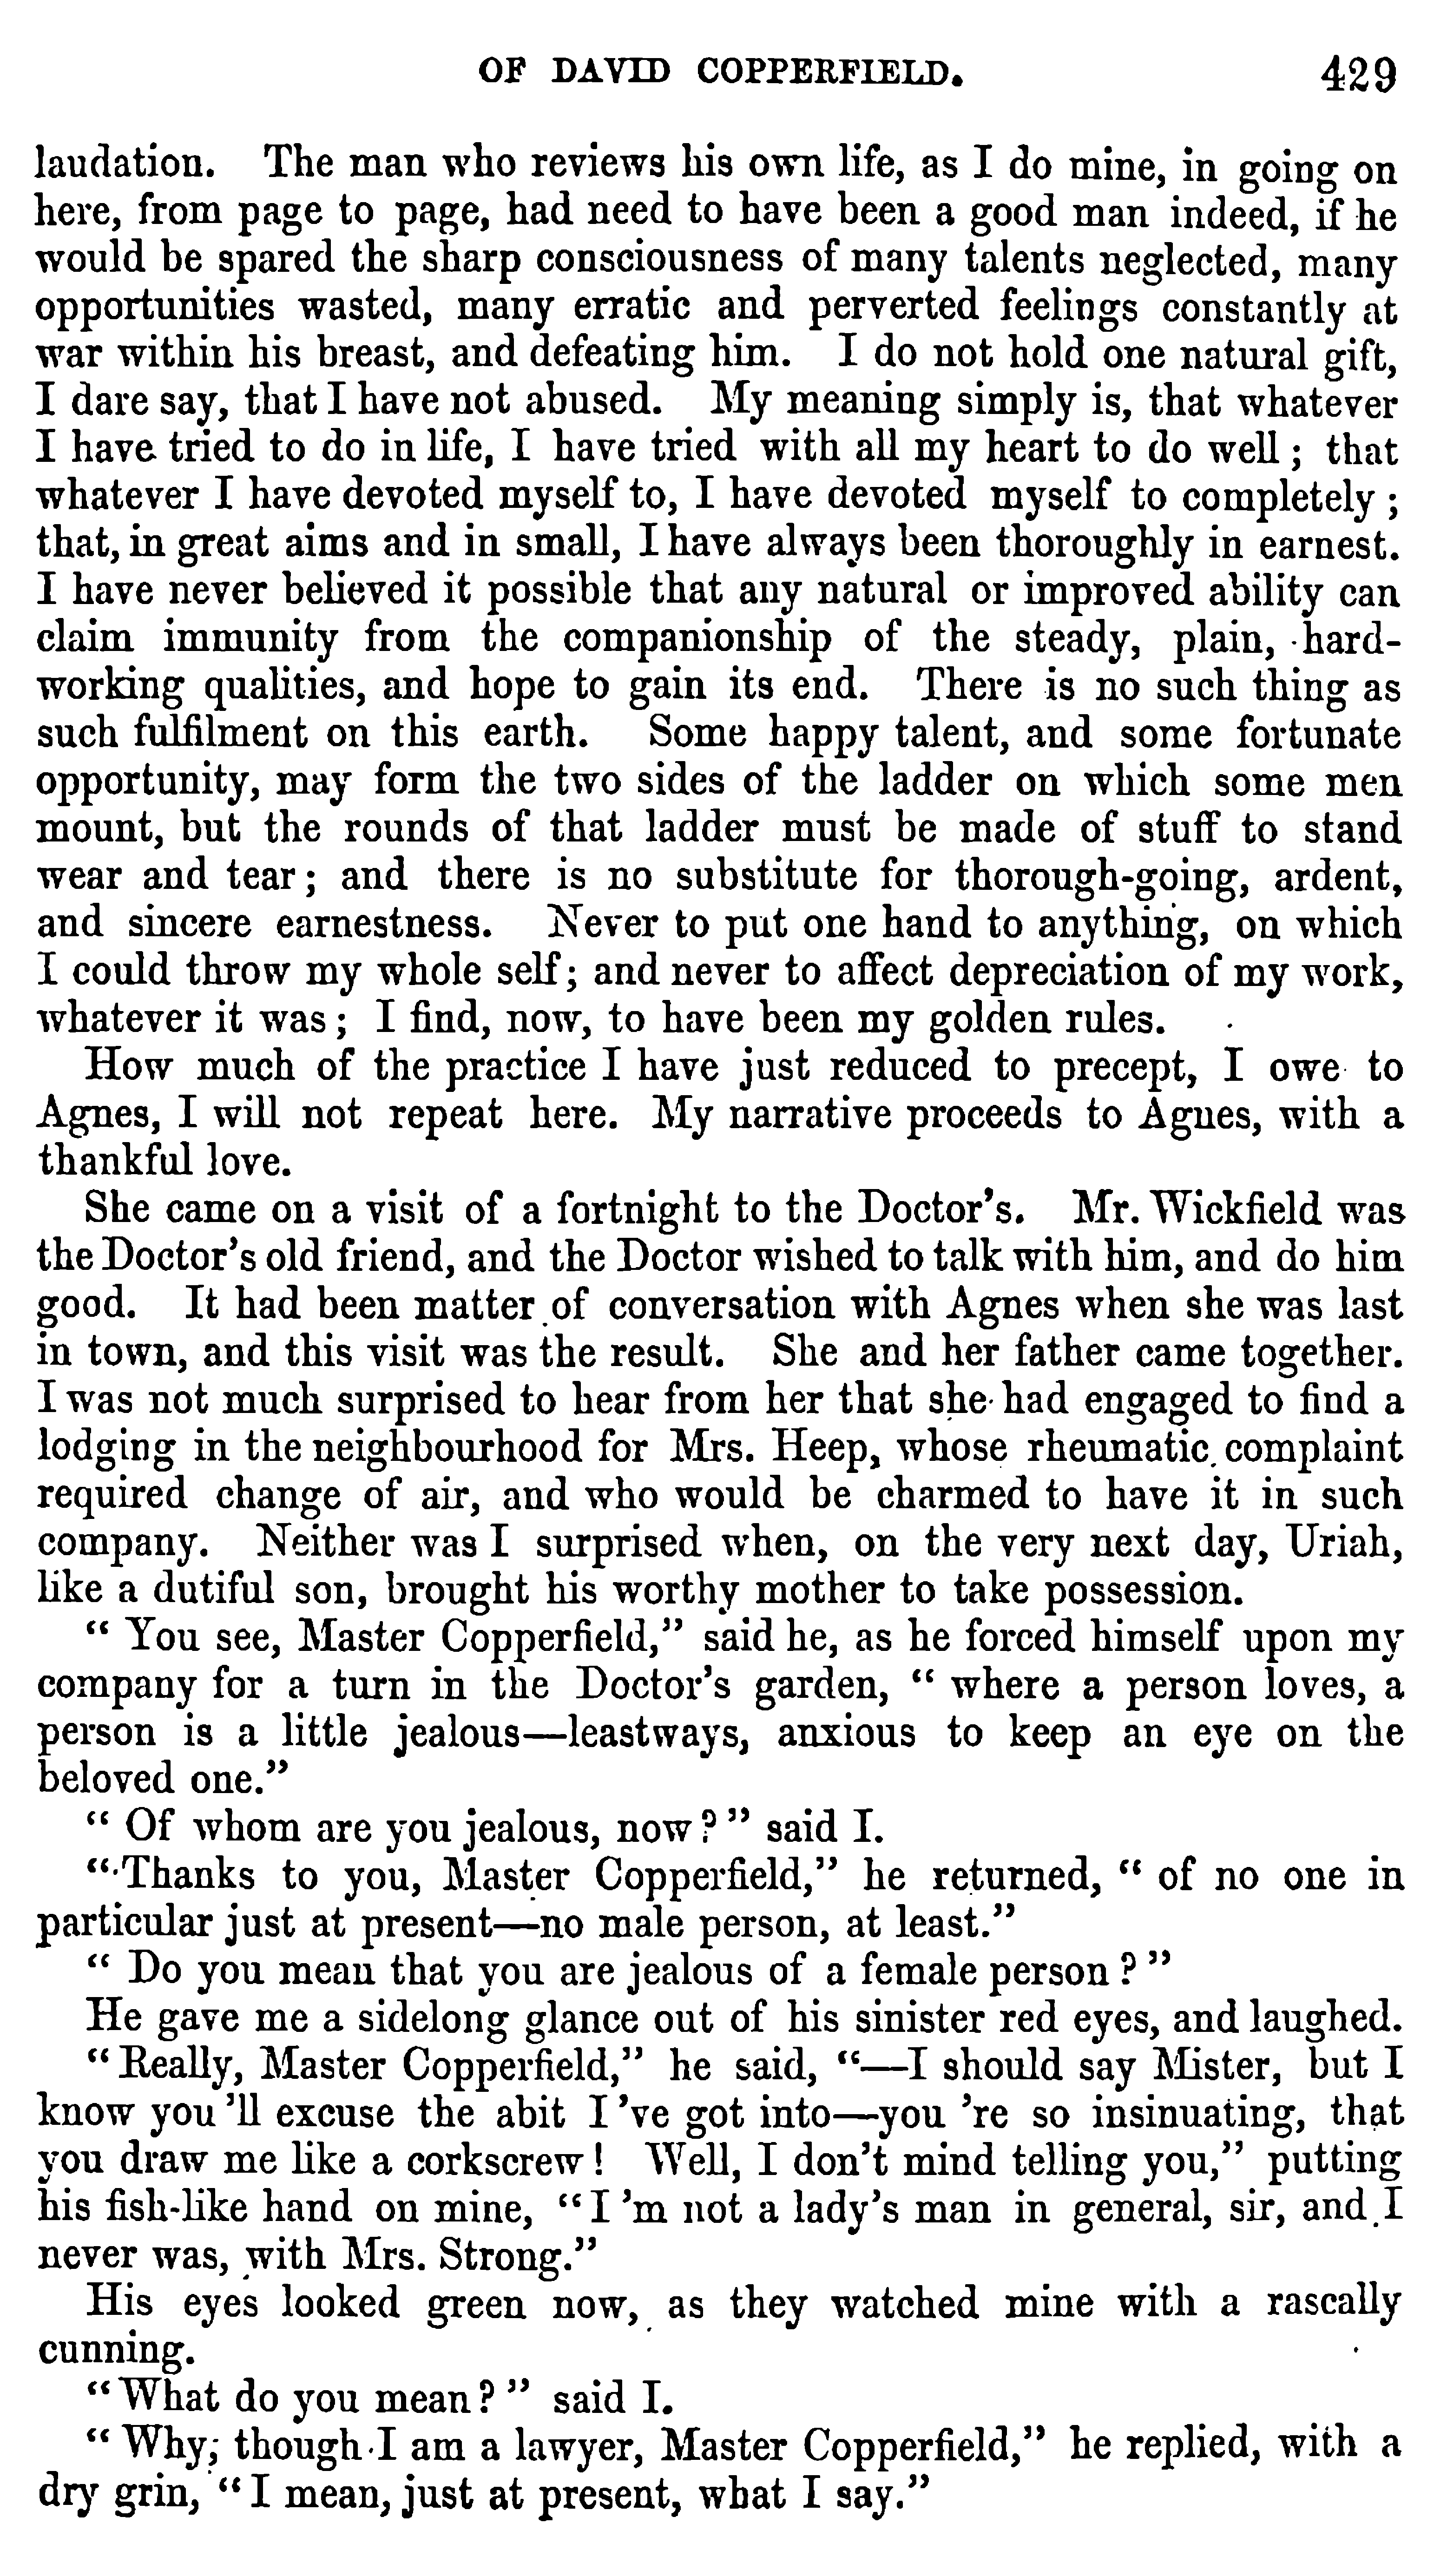 OF DAVID COPPERFIELD. 429
laudation. The man who reviews his own life, as I do mine, in going on
here, from page to page, had need to have been a good man indeed, if he
would be spared the sharp consciousness of many talents neglected, many
opportunities wasted, many erratic and perverted feelings constantly at
war within his breast, and defeating him. I do not hold one natural gift,
I dare say, that I have not abused. My meaning simply is, that whatever
I have tried to do in life, I have tried with all my heart to do well; that
whatever I have devoted myself to, I have devoted myself to completely;
that, in great aims and in small, I have always been thoroughly in earnest.
I have never believed it possible that any natural or improved ability can
claim immunity from the companionship of the steady, plain, hard-
working qualities, and hope to gain its end. There is no such thing as
such fulfilment on this earth. Some happy talent, and some fortunate
opportunity, may form the two sides of the ladder on which some men
mount, but the rounds of that ladder must be made of stuff to stand
wear and tear; and there is no substitute for thorough-going, ardent,
and sincere earnestness. Never to put one hand to anything, on which
I could throw my whole self; and never to affect depreciation of my work,
whatever it was; I find, now, to have been my golden rules.
How much of the practice I have just reduced to precept, I owe to
Agnes, I will not repeat here. My narrative proceeds to Agnes, with a
thankful love.
She came on a visit of a fortnight to the Doctor's. Mr. Wickfield was
the Doctor's old friend, and the Doctor wished to talk with him, and do him
good. It had been matter of conversation with Agnes when she was last
in town, and this visit was the result. She and her father came together.
I was not much surprised to hear from her that she had engaged to find a
lodging in the neighbourhood for Mrs. Heep, whose rheumatic complaint
required change of air, and who would be charmed to have it in such
company. Neither was I surprised when, on the very next day, Uriah,
like a dutiful son, brought his worthy mother to take possession.
"You see, Master Copperfield," said he, as he forced himself upon my
company for a turn in the Doctor's garden, "where a person loves, a
person is a little jealous—leastways, anxious to keep an eye on the
beloved one."
"Of whom are you jealous, now?" said I.
"Thanks to you, Master Copperfield," he returned, "of no one in
particular just at present—no male person, at least."
"Do you mean that you are jealous of a female person?"
He gave me a sidelong glance out of his sinister red eyes, and laughed.
"Really, Master Copperfield," he said, "—I should say Mister, but I
know you'll excuse the abit I've got into—you're so insinuating, that
you draw me like a corkscrew! Well, I don't mind telling you," putting
his fish-like hand on mine, "I'm not a lady's man in general, sir, and I
never was, with Mrs. Strong."
His eyes looked green now, as they watched mine with a rascally
cunning.
"What do you mean?" said I.
"Why, though I am a lawyer, Master Copperfield," he replied, with a
dry grin, "I mean, just at present, what I say."